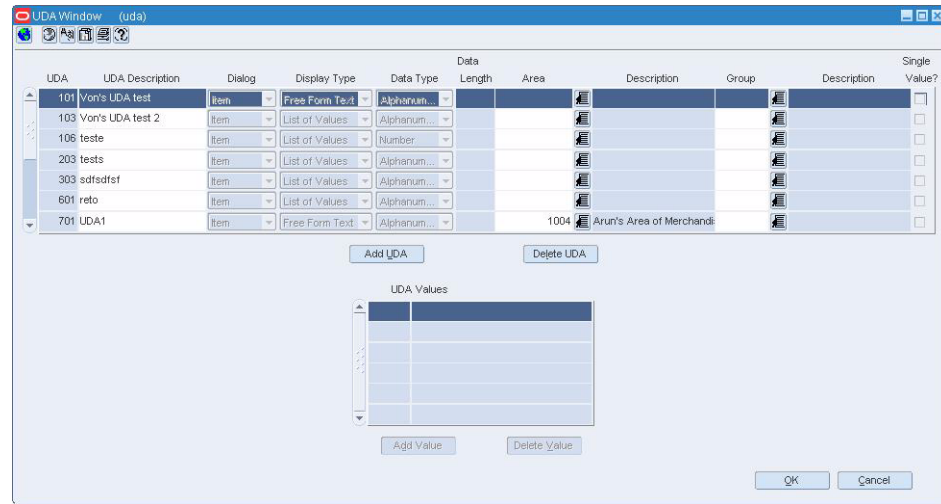 UDA Window (uda)
Data Single
UDA UDA Description Dialog Display Type Data Type Length Area Description Group Description Value?
101 Von's UDA test Item Free Form Text Alphanum...
103 Von's UDA test 2 Item List of Values Alphanum...
106 teste Item List of Values Number
203 tests Item List of Values Alphanum...
303 sdfsdfsf Item List of Values Alphanum...
601 reto Item List of Values Alphanum...
701 UDA1 Item Free Form Text Alphanum... 1004 Arun's Area of Merchandi
Add UDA Delete UDA
UDA Values
Add Value Delete Value
OK Cancel